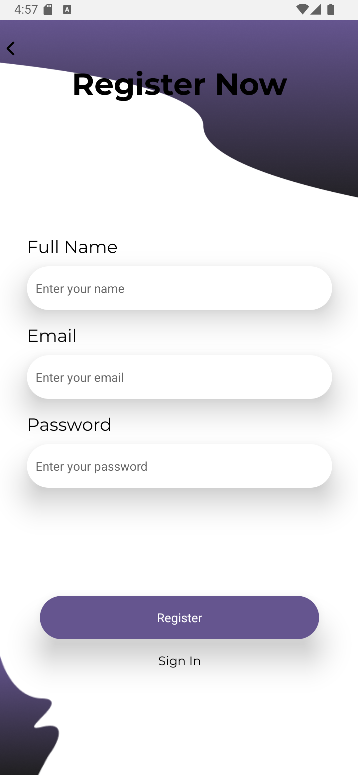 4:57
Register Now
Full Name
Enter your name
Email
Enter your email
Password
Enter your password
Register
Sign In